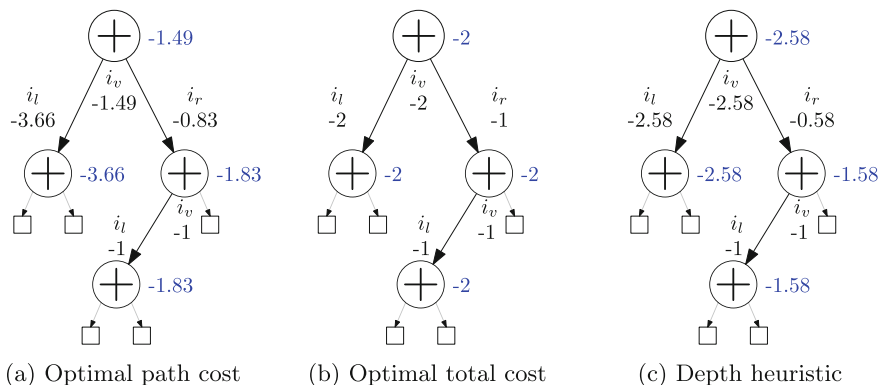 -1.49
i_v
-1.49
i_l
-3.66
i_r
-0.83
-3.66
-1.83
i_v
-1
i_l
-1
-1.83
(a) Optimal path cost
-2
i_v
-2
i_l
-2
i_r
-1
-2
-2
i_v
-1
i_l
-1
-2
(b) Optimal total cost
-2.58
i_v
-2.58
i_l
-2.58
i_r
-0.58
-2.58
-1.58
i_v
-1
i_l
-1
-1.58
(c) Depth heuristic